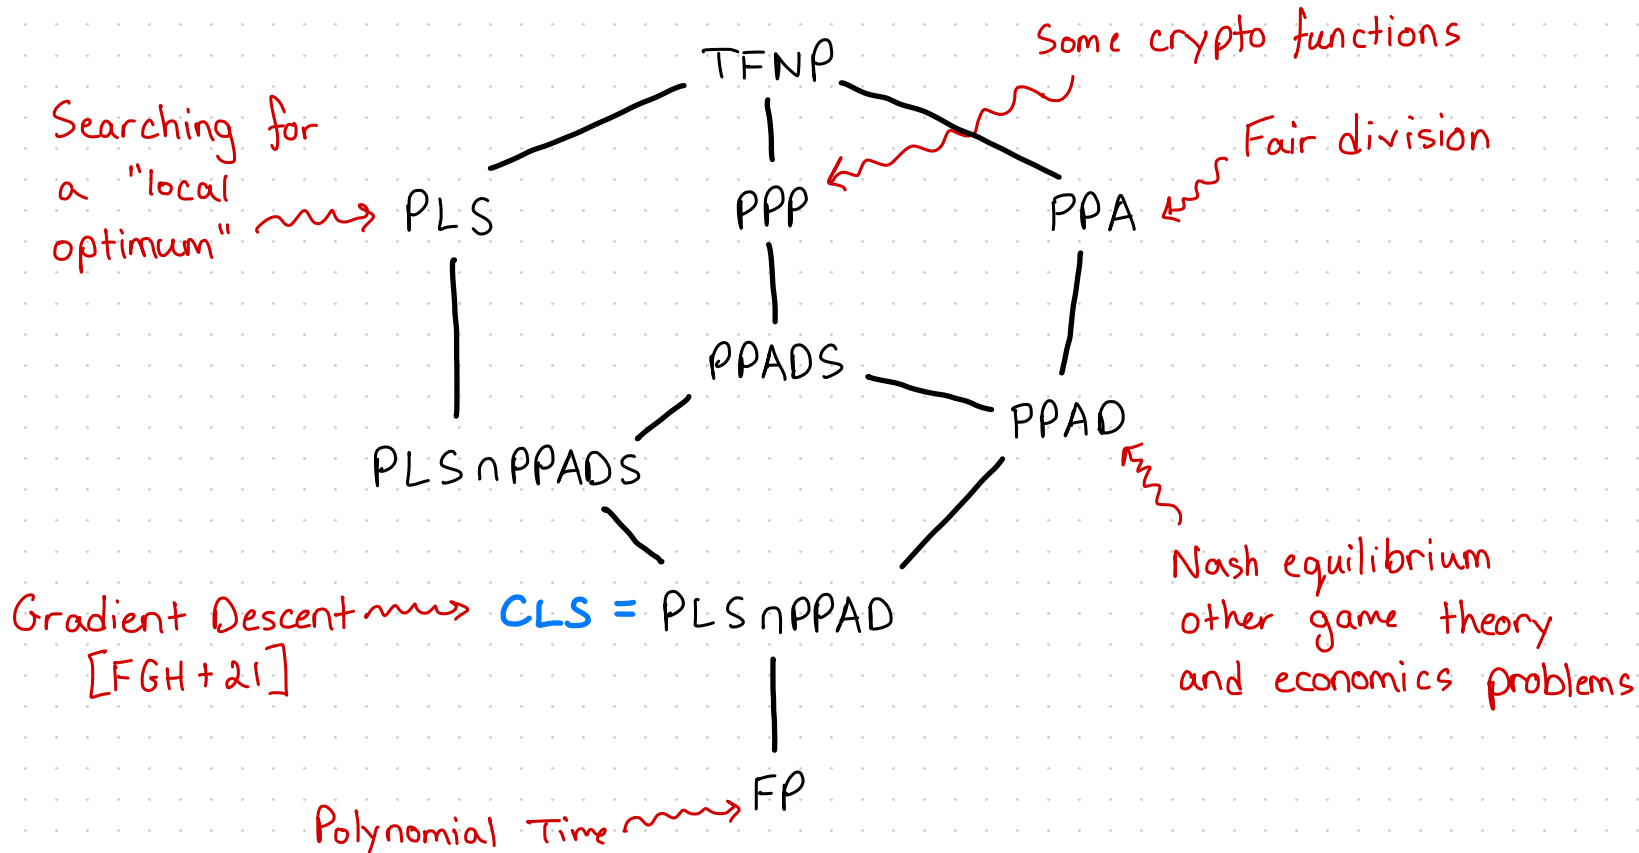 Some crypto functions
TFNP
Searching for
a "local
optimum"
Fair division
PLS
PPP
PPA
PPADS
PPAD
PLS∩PPADS
Nash equilibrium
other game theory
and economics problems
Gradient Descent
[FGH+21]
CLS = PLS∩PPAD
FP
Polynomial Time